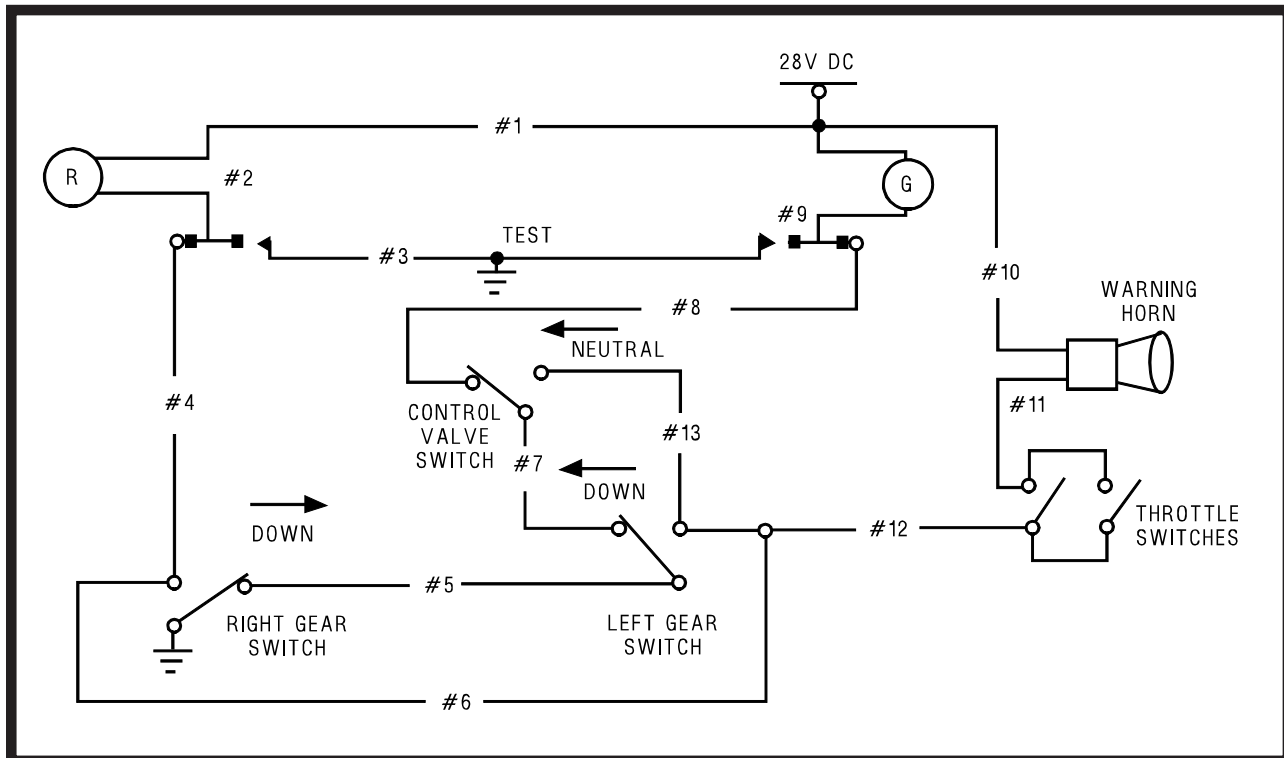 28V DC
#1
R
#2
G
#9
TEST
#3
#10
WARNING
HORN
#8
NEUTRAL
#4
#11
CONTROL
VALVE
SWITCH
#13
#7
DOWN
DOWN
#12
THROTTLE
SWITCHES
#5
RIGHT GEAR
SWITCH
LEFT GEAR
SWITCH
#6